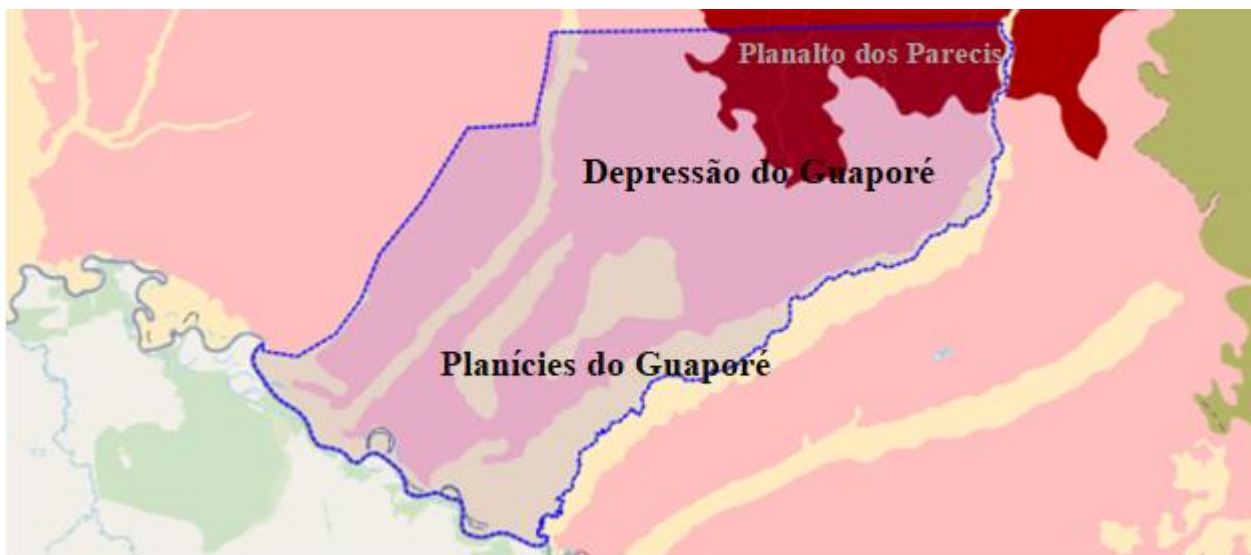 Planalto dos Parecis
Depressão do Guaporé
Planícies do Guaporé